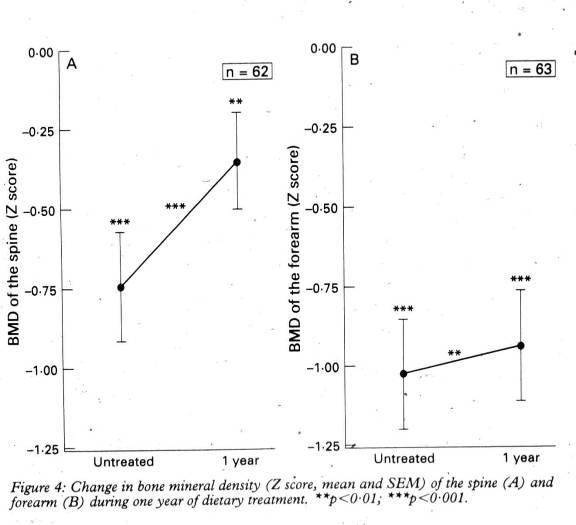 A
n = 62
0·00
-0·25
-0·50
-0·75
-1·00
-1·25
BMD of the spine (Z score)
**
***
***
Untreated
1 year
B
n = 63
0·00
-0·25
-0·50
-0·75
-1·00
-1·25
BMD of the forearm (Z score)
***
***
**
Untreated
1 year
Figure 4: Change in bone mineral density (Z score, mean and SEM) of the spine (A) and
forearm (B) during one year of dietary treatment. **p<0·01; ***p<0·001.